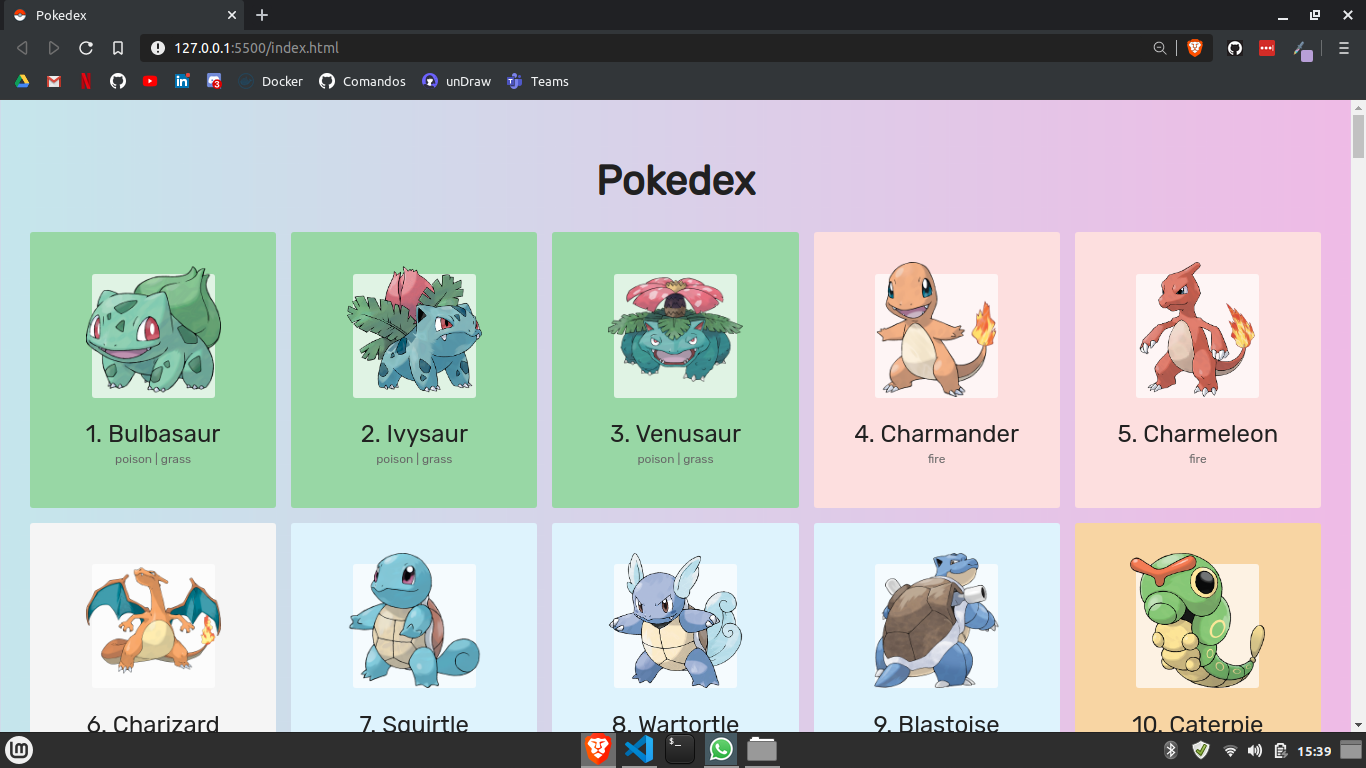 Pokedex
127.0.0.1:5500/index.html
3
Docker
Comandos
unDraw
Teams
Pokedex
1. Bulbasaur
2. Ivysaur
3. Venusaur
4. Charmander
5. Charmeleon
poison | grass
poison | grass
poison | grass
fire
fire
6. Charizard
7. Squirtle
8. Wartortle
9. Blastoise
10. Caterpie
15:39